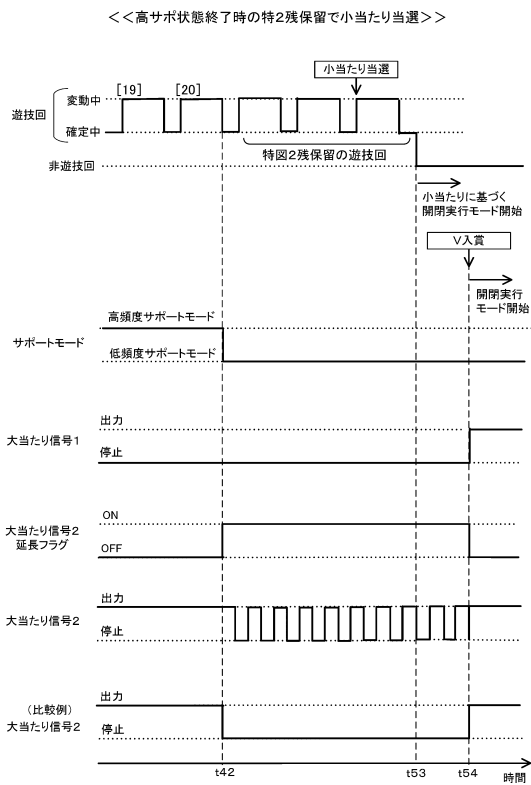 ＜＜高サポ状態終了時の特２残保留で小当たり当選＞＞
小当たり当選
[19]
[20]
遊技回
変動中
確定中
特図２残保留の遊技回
非遊技回
小当たりに基づく
開閉実行モード開始
Ｖ入賞
開閉実行
モード開始
高頻度サポートモード
サポートモード
低頻度サポートモード
出力
大当たり信号１
停止
ON
大当たり信号２
延長フラグ
OFF
出力
大当たり信号２
停止
出力
（比較例）
大当たり信号２
停止
t42
t53
t54
時間